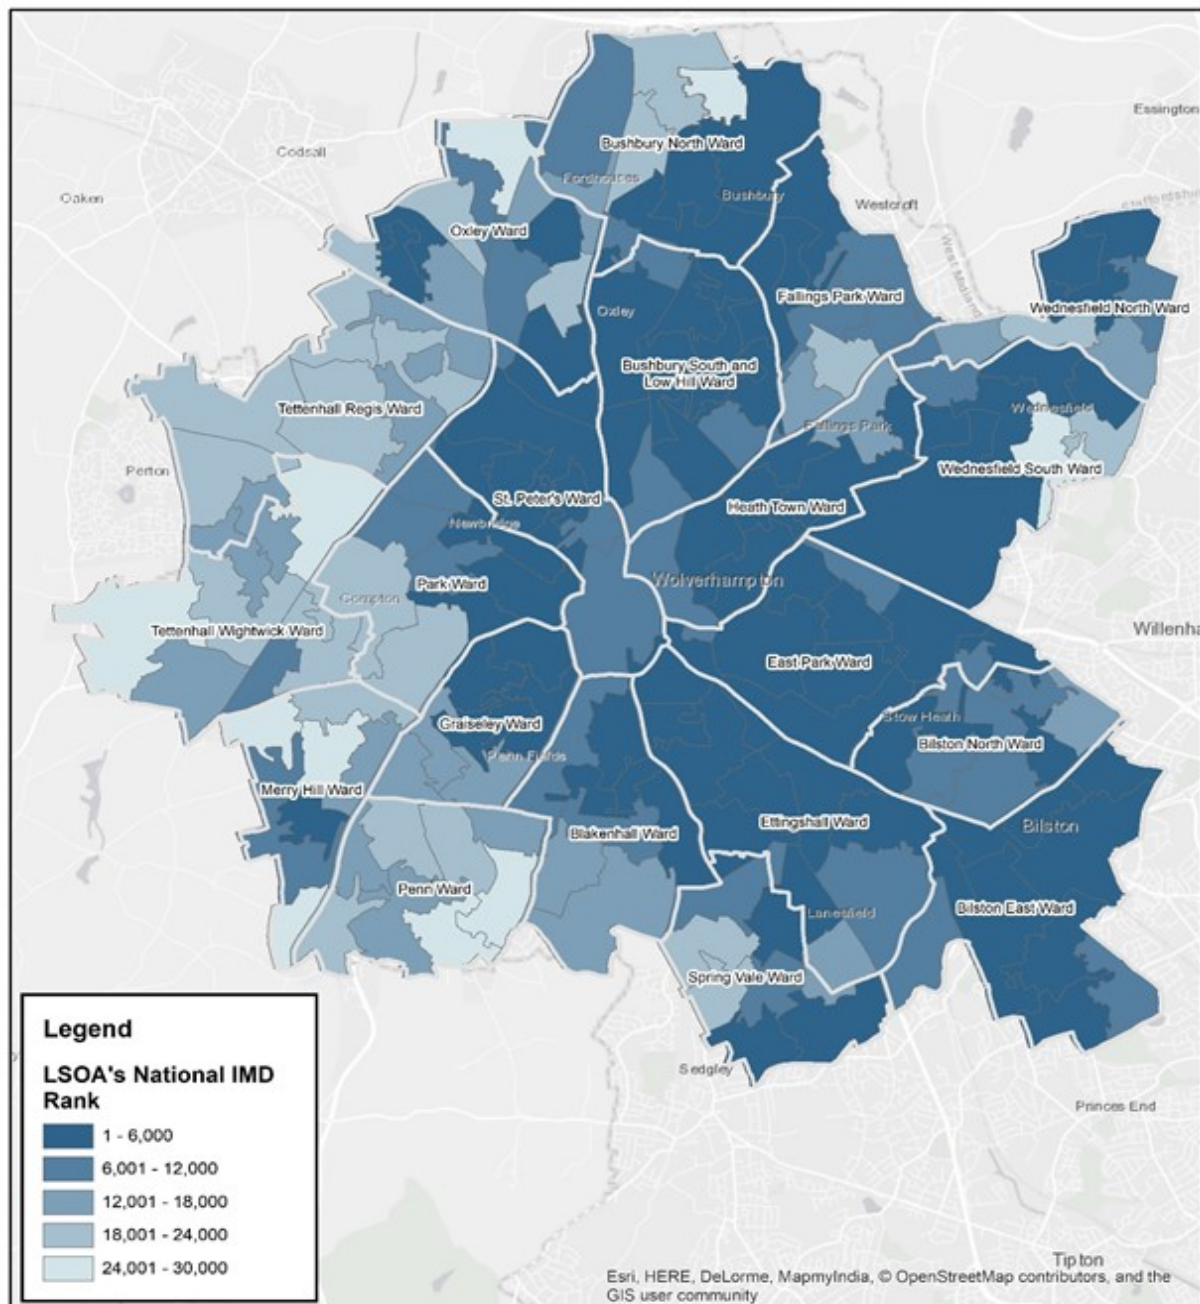 Essington
Codsall
Bushbury North Ward
Fordhouses
Bushbury
Oaken
Westcroft
Staffordshire
Oxley Ward
West Midland
Fallings Park Ward
Wednesfield North Ward
Oxley
Bushbury South and
Low Hill Ward
Tettenhall Regis Ward
Wednesfield
Fallings Park
Perton
Wednesfield South Ward
St. Peter's Ward
Heath Town Ward
Newbridge
Park Ward
Wolverhampton
Compton
Tettenhall Wightwick Ward
Willenha
East Park Ward
Graiseley Ward
Stow Heath
Bilston North Ward
Penn Fields
Merry Hill Ward
Ettingshall Ward
Bilston
Blakenhall Ward
Penn Ward
Lanesfield
Bilston East Ward
Spring Vale Ward
Sedgley
Princes End
Tipton
Legend
LSOA's National IMD
Rank
1 - 6,000
6,001 - 12,000
12,001 - 18,000
18,001 - 24,000
24,001 - 30,000
Esri, HERE, DeLorme, MapmyIndia, © OpenStreetMap contributors, and the
GIS user community